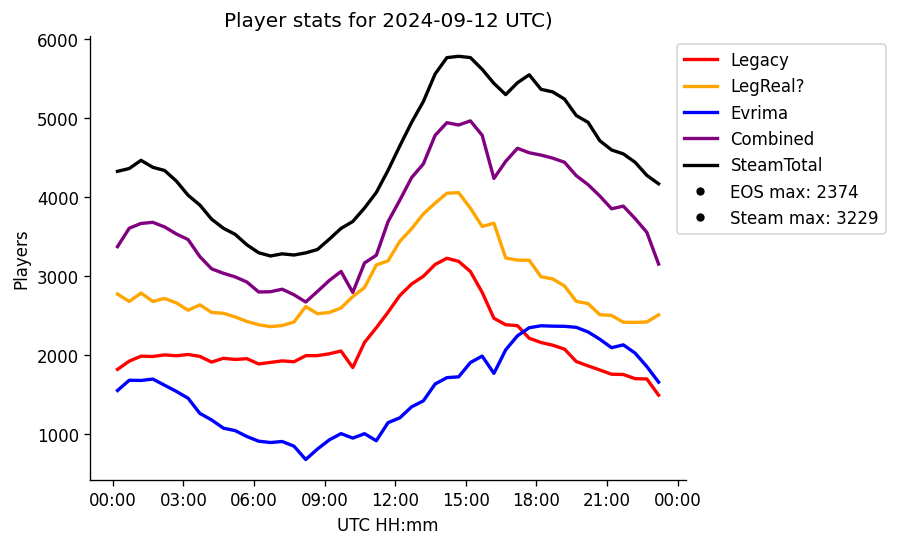 Player stats for 2024-09-12 UTC)
6000
5000
4000
3000
2000
1000
Players
00:00 03:00 06:00 09:00 12:00 15:00 18:00 21:00 00:00
UTC HH:mm
Legacy
LegReal?
Evrima
Combined
SteamTotal
EOS max: 2374
Steam max: 3229